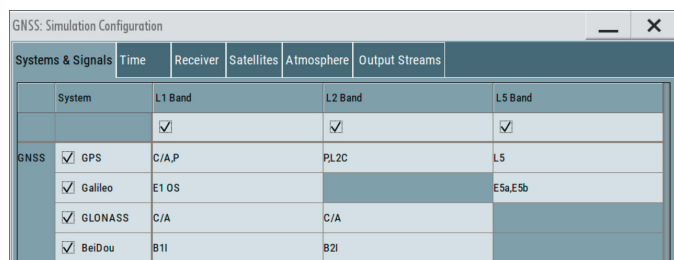 GNSS: Simulation Configuration
Systems & Signals Time Receiver Satellites Atmosphere Output Streams
System L1 Band L2 Band L5 Band
GNSS GPS C/A,P P,L2C L5
Galileo E1 OS E5a,E5b
GLONASS C/A C/A
BeiDou B1I B2I